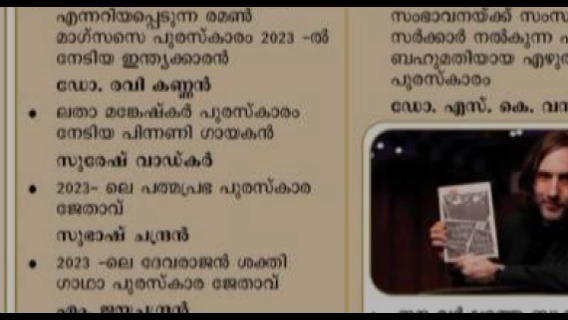 എന്നറിയപ്പെടുന്ന രമൺ
മാഗ്സസെ പുരസ്കാരം 2023 -ൽ
നേടിയ ഇന്ത്യക്കാരൻ
ഡോ. രവി കണ്ണൻ
• ലതാ മങ്കേഷ്കർ പുരസ്കാരം
നേടിയ പിന്നണി ഗായകൻ
സുരേഷ് വാഡ്കർ
• 2023- ലെ പത്മപ്രഭ പുരസ്കാര
ജേതാവ്
സുഭാഷ് ചന്ദ്രൻ
• 2023 -ലെ ദേവരാജൻ ശക്തി
ഗാഥാ പുരസ്കാര ജേതാവ്
എം. ജയചന്ദ്രൻ
സംഭാവനയ്ക്ക്
സർക്കാർ നൽകുന്ന
ബഹുമതിയായ
പുരസ്കാരം
ഡോ. എസ്. കെ.